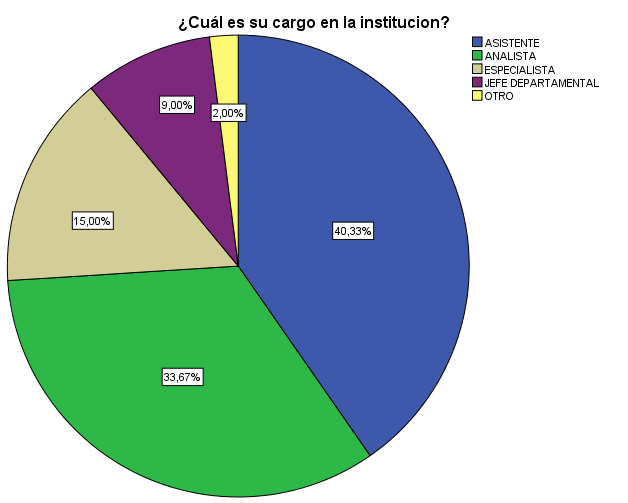 ¿Cuál es su cargo en la institucion?
ASISTENTE
ANALISTA
ESPECIALISTA
JEFE DEPARTAMENTAL
OTRO
9,00%
2,00%
15,00%
40,33%
33,67%